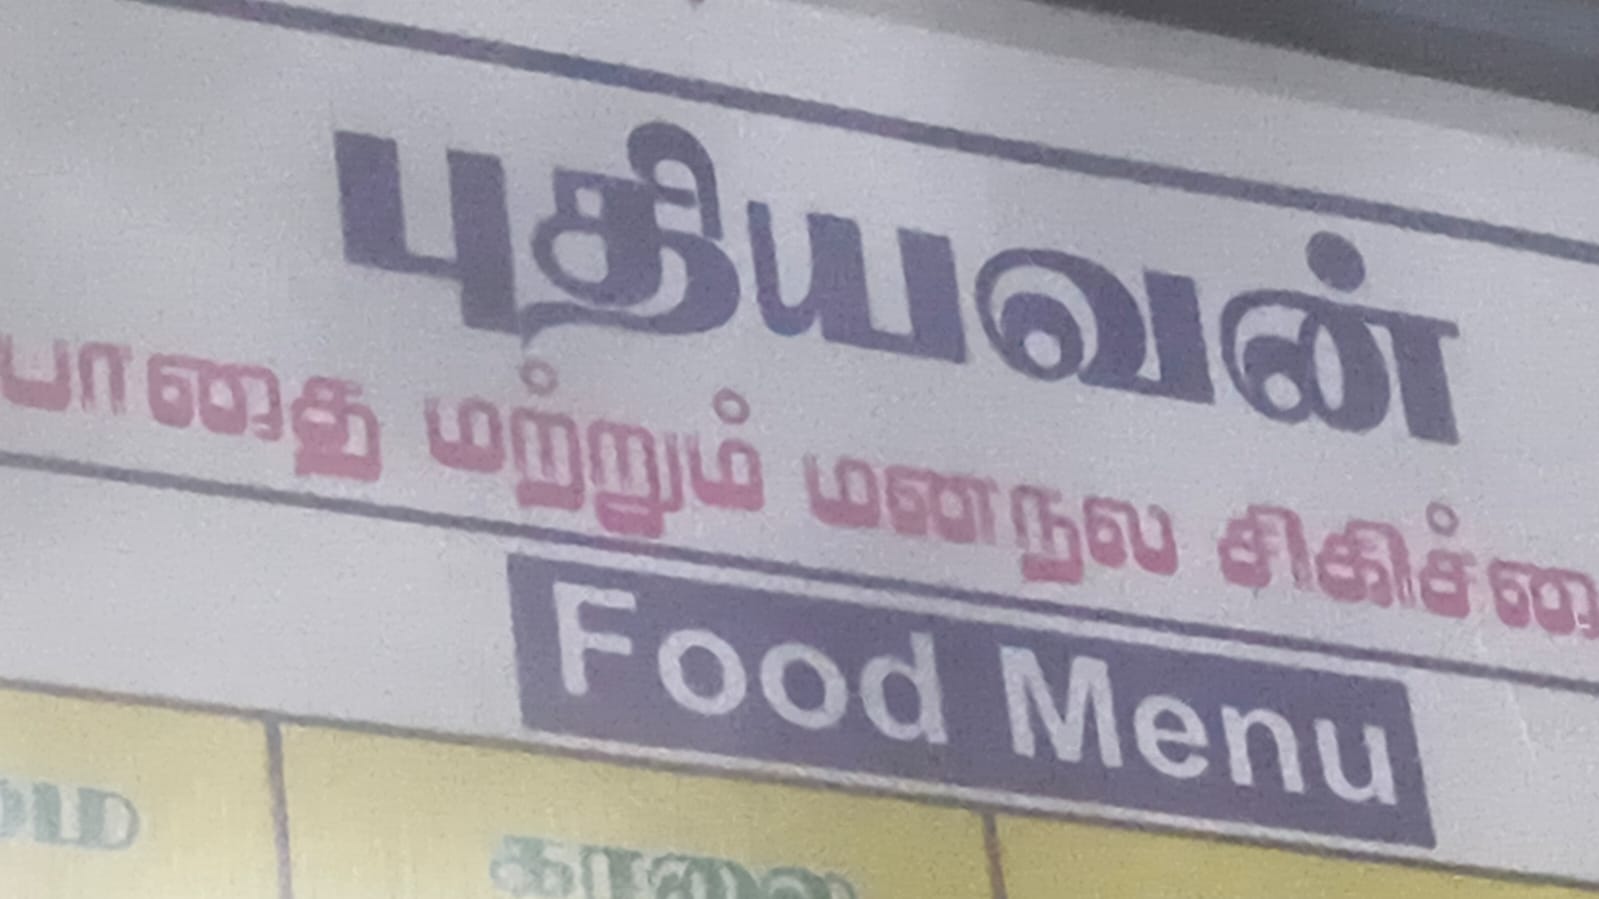 புதியவன்
போதை மற்றும் மனநல சிகிச்சை
Food Menu
காலை